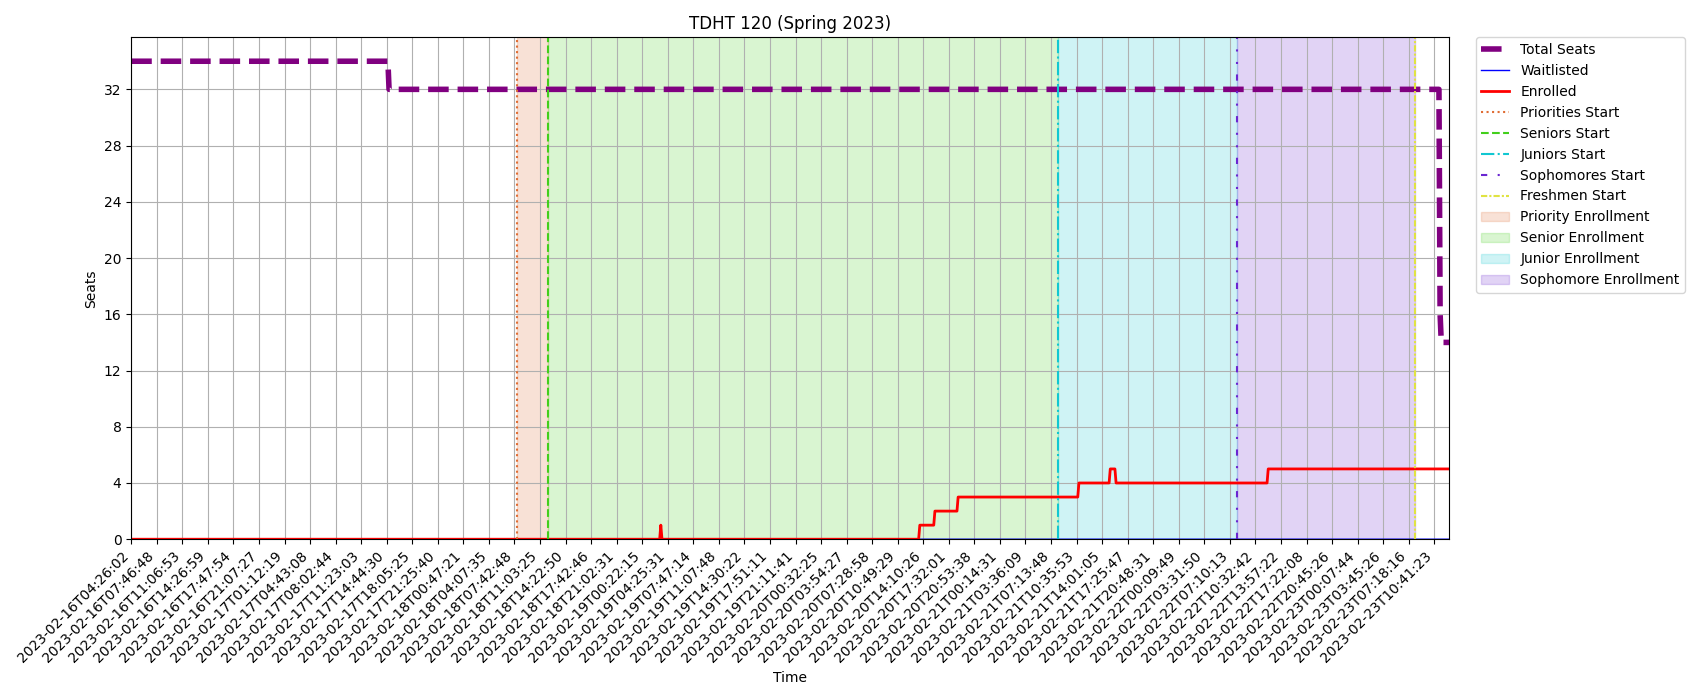 TDHT 120 (Spring 2023)
Seats
32
28
24
20
16
12
8
4
0
2023-02-16T04:26:02
2023-02-16T07:46:48
2023-02-16T11:06:53
2023-02-16T14:26:59
2023-02-16T17:47:54
2023-02-16T21:07:27
2023-02-17T01:12:19
2023-02-17T04:43:08
2023-02-17T08:02:44
2023-02-17T11:23:03
2023-02-17T14:44:30
2023-02-17T18:05:25
2023-02-17T21:25:40
2023-02-18T00:47:21
2023-02-18T04:07:35
2023-02-18T07:42:48
2023-02-18T11:03:25
2023-02-18T14:22:50
2023-02-18T17:42:46
2023-02-18T21:02:31
2023-02-19T00:22:15
2023-02-19T04:25:31
2023-02-19T07:47:14
2023-02-19T11:07:48
2023-02-19T14:30:22
2023-02-19T17:51:11
2023-02-19T21:11:41
2023-02-20T00:32:25
2023-02-20T03:54:27
2023-02-20T07:28:58
2023-02-20T10:49:29
2023-02-20T14:10:26
2023-02-20T17:32:01
2023-02-20T20:53:38
2023-02-21T00:14:31
2023-02-21T03:36:09
2023-02-21T07:13:48
2023-02-21T10:35:53
2023-02-21T14:01:05
2023-02-21T17:25:47
2023-02-21T20:48:31
2023-02-22T00:09:49
2023-02-22T03:31:50
2023-02-22T07:10:13
2023-02-22T10:32:42
2023-02-22T13:57:22
2023-02-22T17:22:08
2023-02-22T20:45:26
2023-02-23T00:07:44
2023-02-23T03:45:26
2023-02-23T07:18:16
2023-02-23T10:41:23
Time
Total Seats
Waitlisted
Enrolled
Priorities Start
Seniors Start
Juniors Start
Sophomores Start
Freshmen Start
Priority Enrollment
Senior Enrollment
Junior Enrollment
Sophomore Enrollment